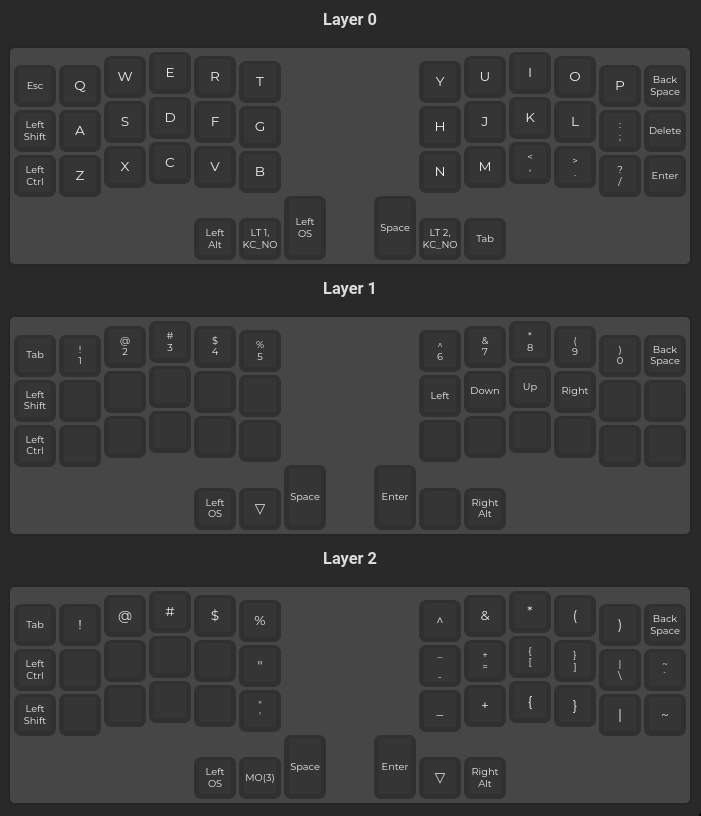 Layer 0
Esc Q W E R T Y U I O P Back Space
Left Shift A S D F G H J K L : ; Delete
Left Ctrl Z X C V B N M < , > . ? / Enter
Left Alt LT 1, KC_NO Left OS Space LT 2, KC_NO Tab
Layer 1
Tab ! 1 @ 2 # 3 $ 4 % 5 ^ 6 & 7 * 8 ( 9 ) 0 Back Space
Left Shift Left Down Up Right
Left Ctrl
Left OS ▽ Space Enter Right Alt
Layer 2
Tab ! @ # $ % ^ & * ( ) Back Space
Left Ctrl " _ - + = { [ } ] | \ ~ `
Left Shift " ' _ + { } | ~
Left OS MO(3) Space Enter ▽ Right Alt